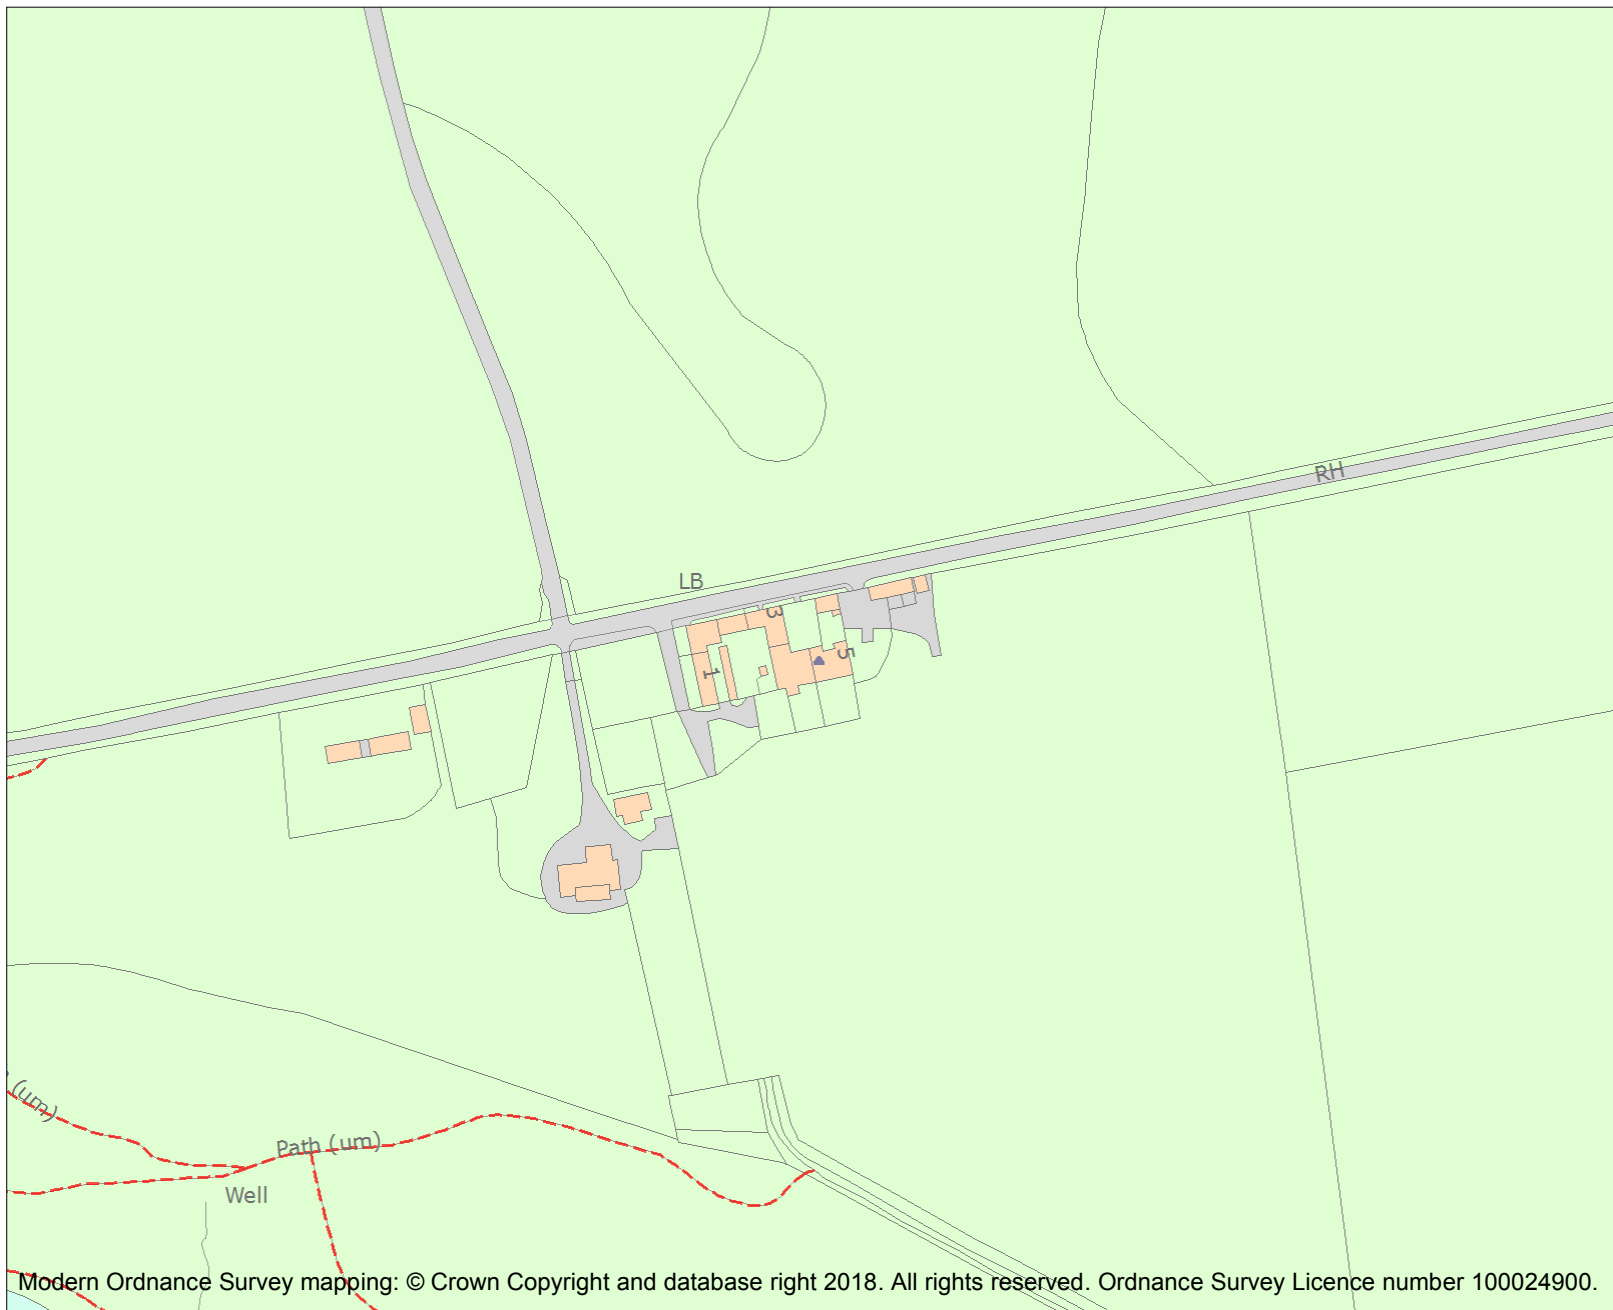 RH
LB
3
5
1
(um)
Path (um)
Well
Modern Ordnance Survey mapping: © Crown Copyright and database right 2018. All rights reserved. Ordnance Survey Licence number 100024900.